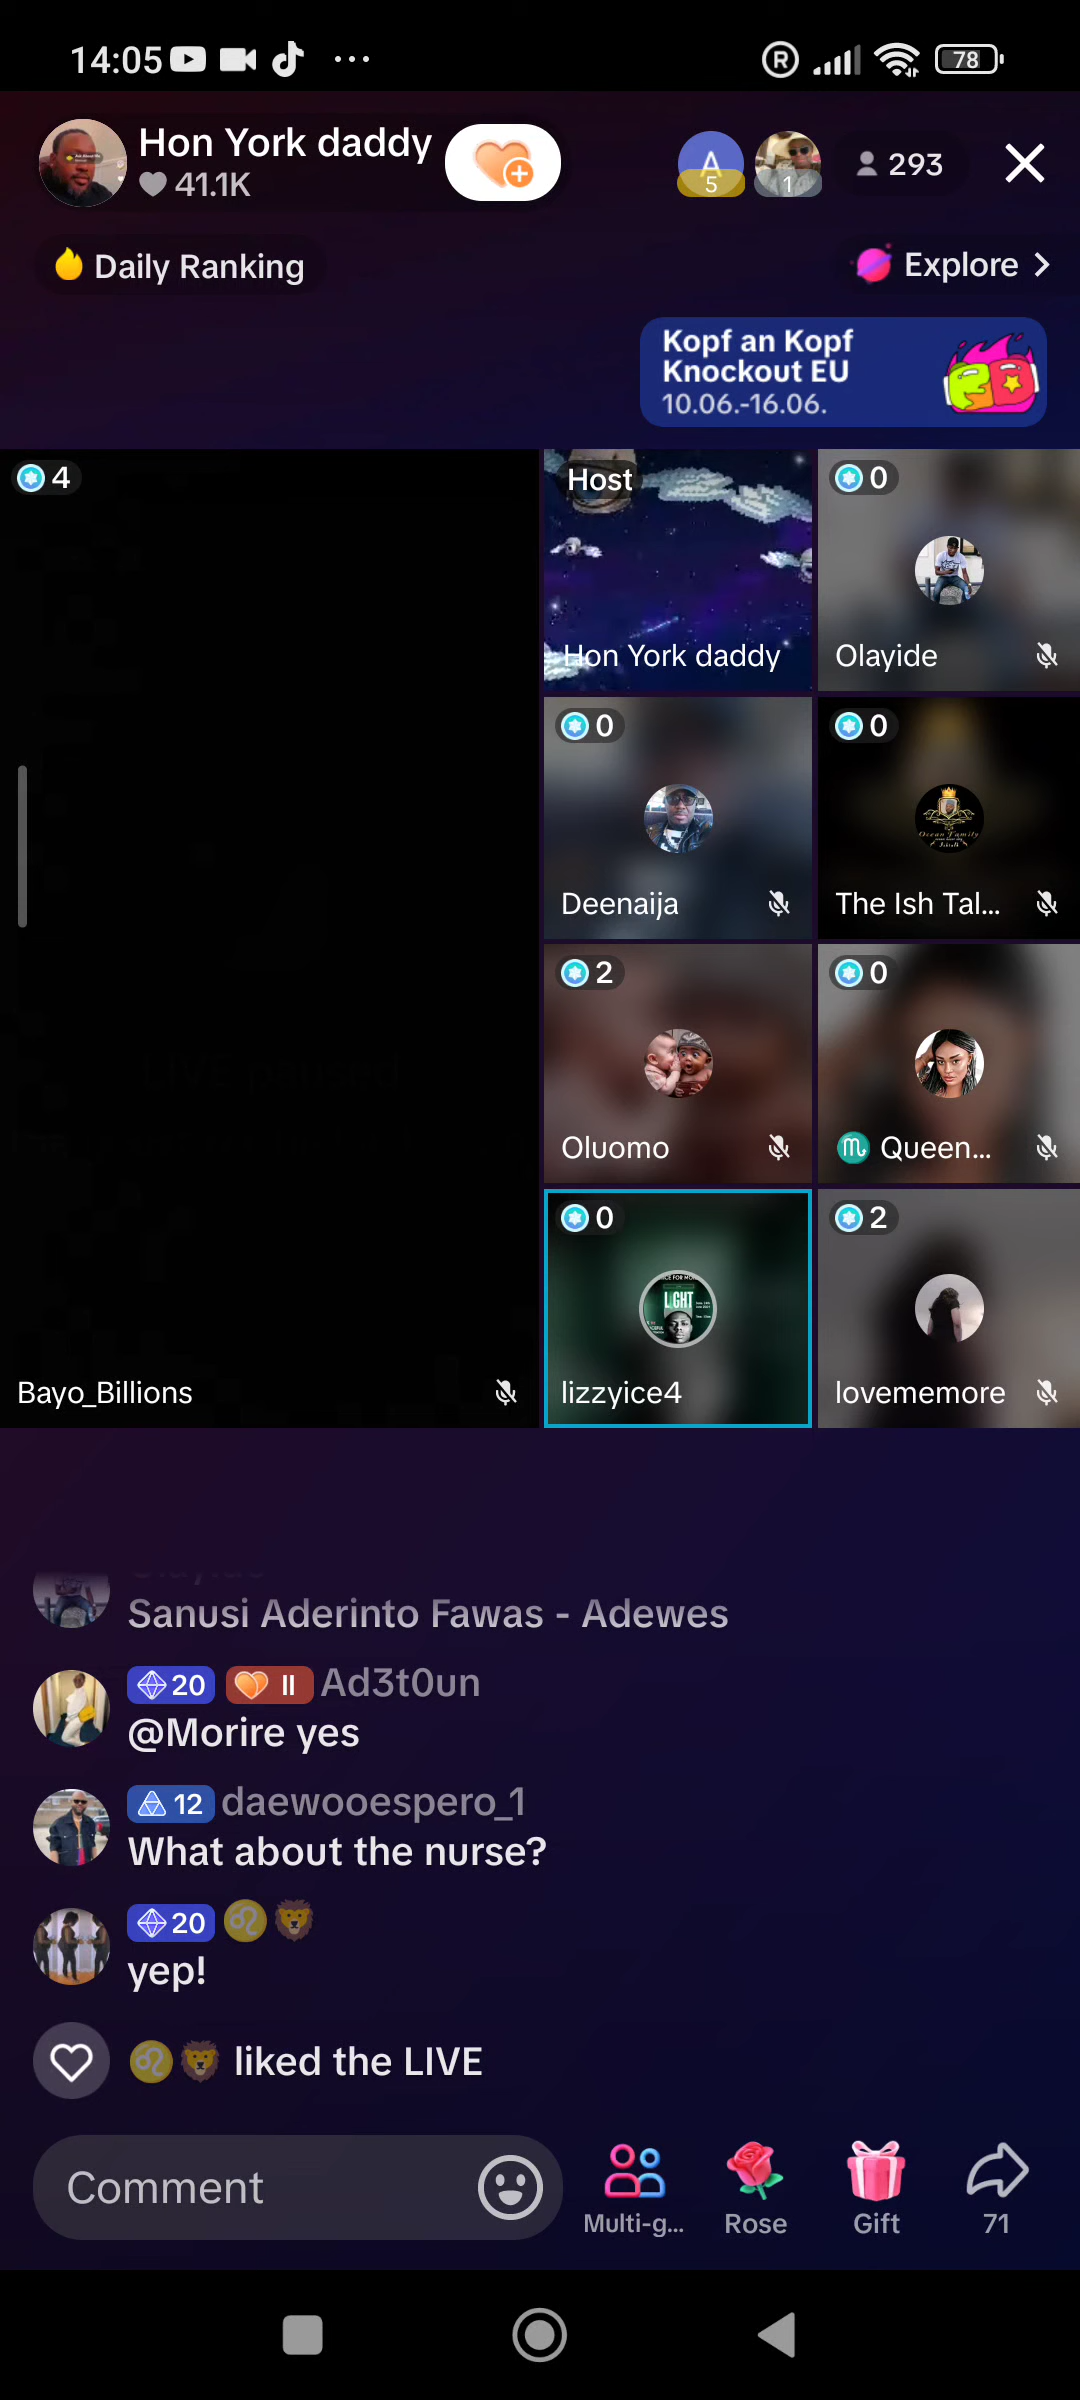 14:05
78
Hon York daddy
41.1K
A
5
1
293
Daily Ranking
Explore
Kopf an Kopf
Knockout EU
10.06.-16.06.
4
Host
0
Hon York daddy
Olayide
0
0
Deenaija
The Ish Tal...
2
0
Oluomo
Queen...
0
2
LIGHT
Bayo_Billions
lizzyice4
lovememore
Sanusi Aderinto Fawas - Adewes
20 II Ad3t0un
@Morire yes
12 daewooespero_1
What about the nurse?
20
yep!
liked the LIVE
Comment
Multi-g...
Rose
Gift
71